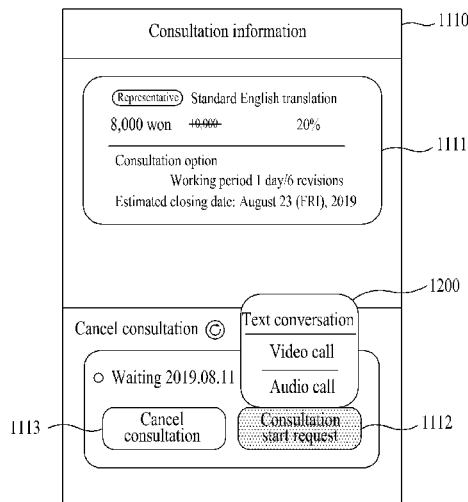 Consultation information
1110
Representative Standard English translation
8,000 won 10,000 20%
1111
Consultation option
Working period 1 day/6 revisions
Estimated closing date: August 23 (FRI), 2019
1200
Text conversation
Cancel consultation
Video call
Waiting 2019.08.11
Audio call
1113
Cancel
consultation
Consultation
start request
1112